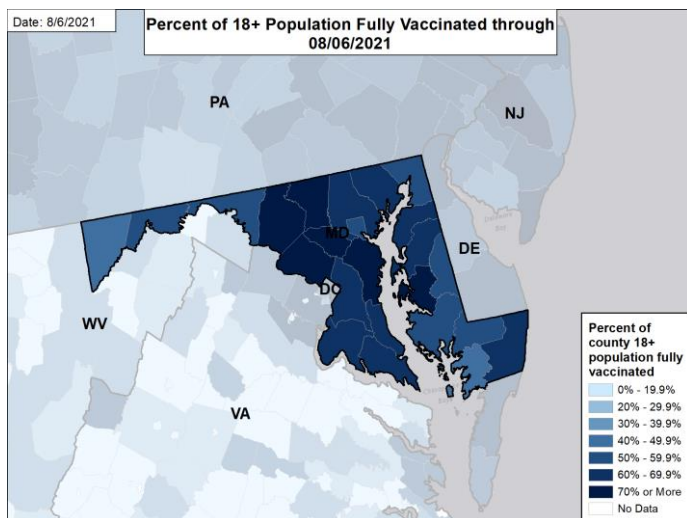 Date: 8/6/2021
Percent of 18+ Population Fully Vaccinated through
08/06/2021
PA
NJ
MD
DE
DC
WV
VA
Percent of
county 18+
population fully
vaccinated
0% - 19.9%
20% - 29.9%
30% - 39.9%
40% - 49.9%
50% - 59.9%
60% - 69.9%
70% or More
No Data